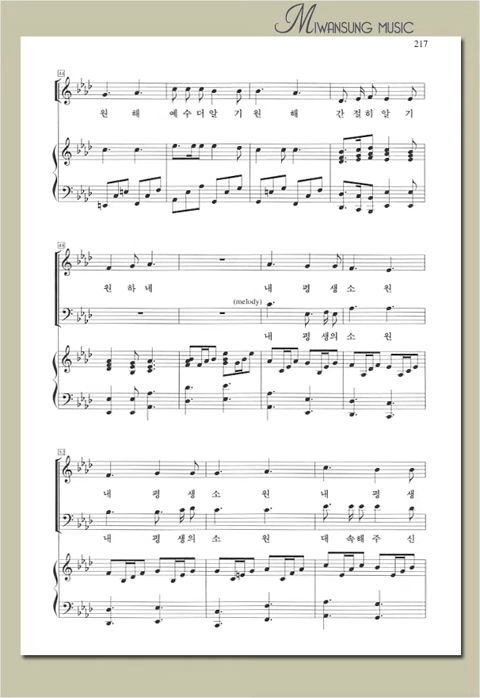 MIWANSUNG MUSIC
217
44
원 해 예 수 더 알 기 원 해 간 절 히 알 기
48
원 하 네 내 평 생 소 원
(melody)
내 평 생 의 소 원
52
내 평 생 소 원 내 평 생
내 평 생 의 소 원 대 속 해 주 신